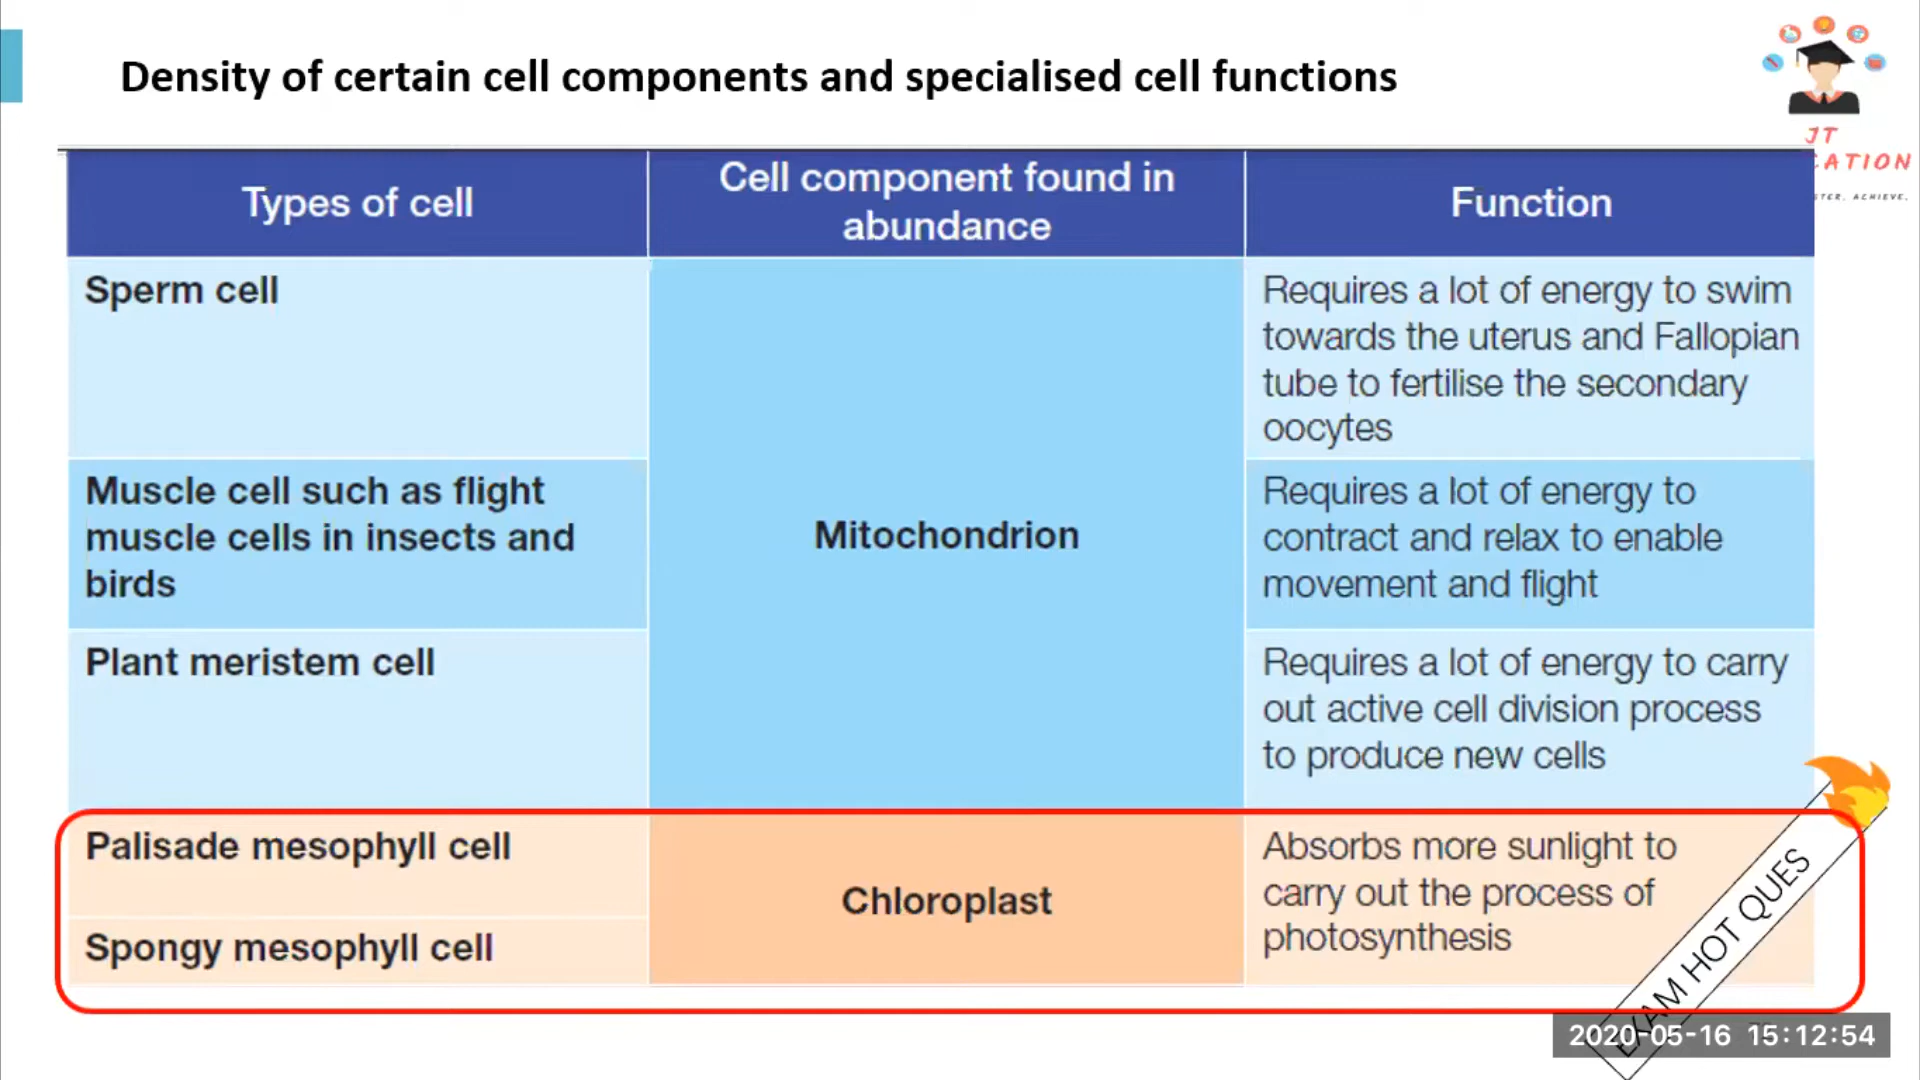 Density of certain cell components and specialised cell functions
JT
CATION
STER. ACHIEVE.
Types of cell
Cell component found in
abundance
Function
Sperm cell
Mitochondrion
Requires a lot of energy to swim
towards the uterus and Fallopian
tube to fertilise the secondary
oocytes
Muscle cell such as flight
muscle cells in insects and
birds
Requires a lot of energy to
contract and relax to enable
movement and flight
Plant meristem cell
Requires a lot of energy to carry
out active cell division process
to produce new cells
Palisade mesophyll cell
Spongy mesophyll cell
Chloroplast
Absorbs more sunlight to
carry out the process of
photosynthesis
EXAM HOT QUES
2020-05-16 15:12:54